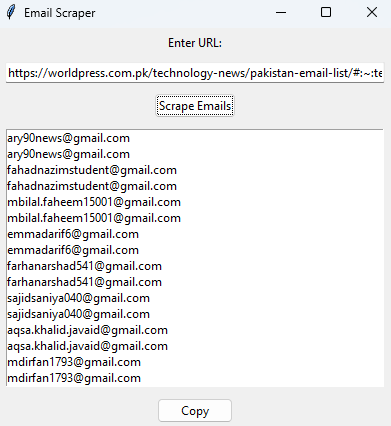 Email Scraper
Enter URL:
https://worldpress.com.pk/technology-news/pakistan-email-list/#:~:te
Scrape Emails
ary90news@gmail.com
ary90news@gmail.com
fahadnazimstudent@gmail.com
fahadnazimstudent@gmail.com
mbilal.faheem15001@gmail.com
mbilal.faheem15001@gmail.com
emmadarif6@gmail.com
emmadarif6@gmail.com
farhanarshad541@gmail.com
farhanarshad541@gmail.com
sajidsaniya040@gmail.com
sajidsaniya040@gmail.com
aqsa.khalid.javaid@gmail.com
aqsa.khalid.javaid@gmail.com
mdirfan1793@gmail.com
mdirfan1793@gmail.com
Copy